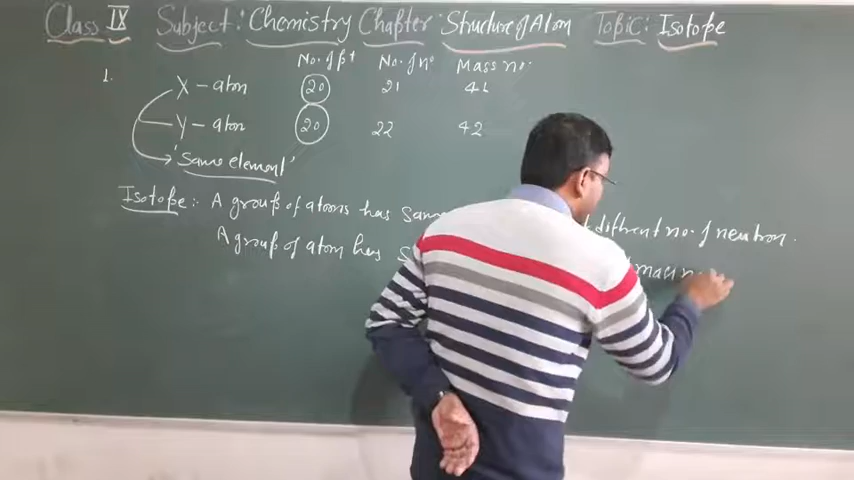 Class IX Subject: Chemistry Chapter: Structure of Atom Topic: Isotope
No. of p+ No. of n° Mass no.
1.
X - atom 20 21 41
Y - atom 20 22 42
'Same element'
Isotope:- A group of atoms has same diffrent no. of neutron.
A group of atom has mass